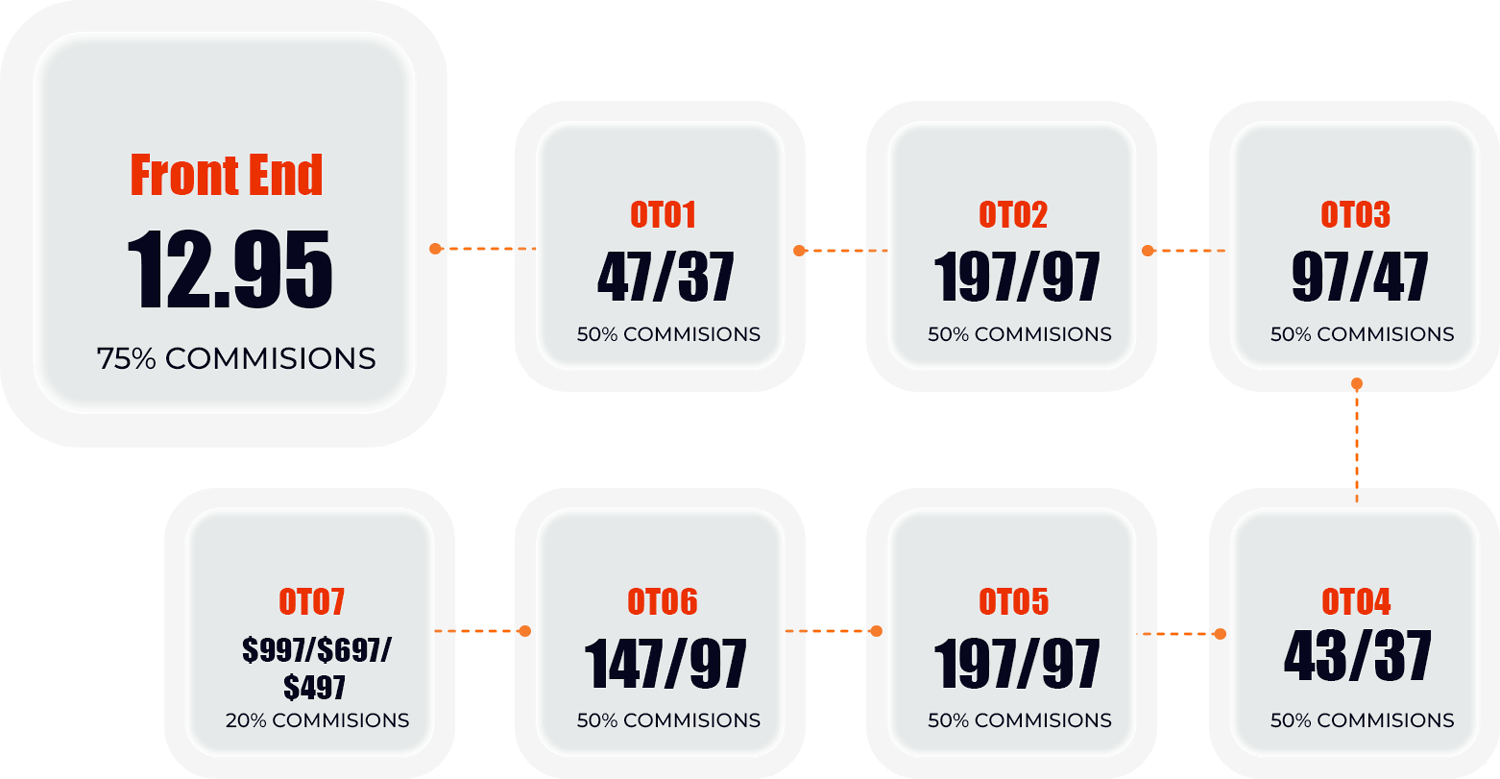 Front End
12.95
75% COMMISIONS
OTO1
47/37
50% COMMISIONS
OTO2
197/97
50% COMMISIONS
OTO3
97/47
50% COMMISIONS
OTO4
43/37
50% COMMISIONS
OTO5
197/97
50% COMMISIONS
OTO6
147/97
50% COMMISIONS
OTO7
$997/$697/
$497
20% COMMISIONS